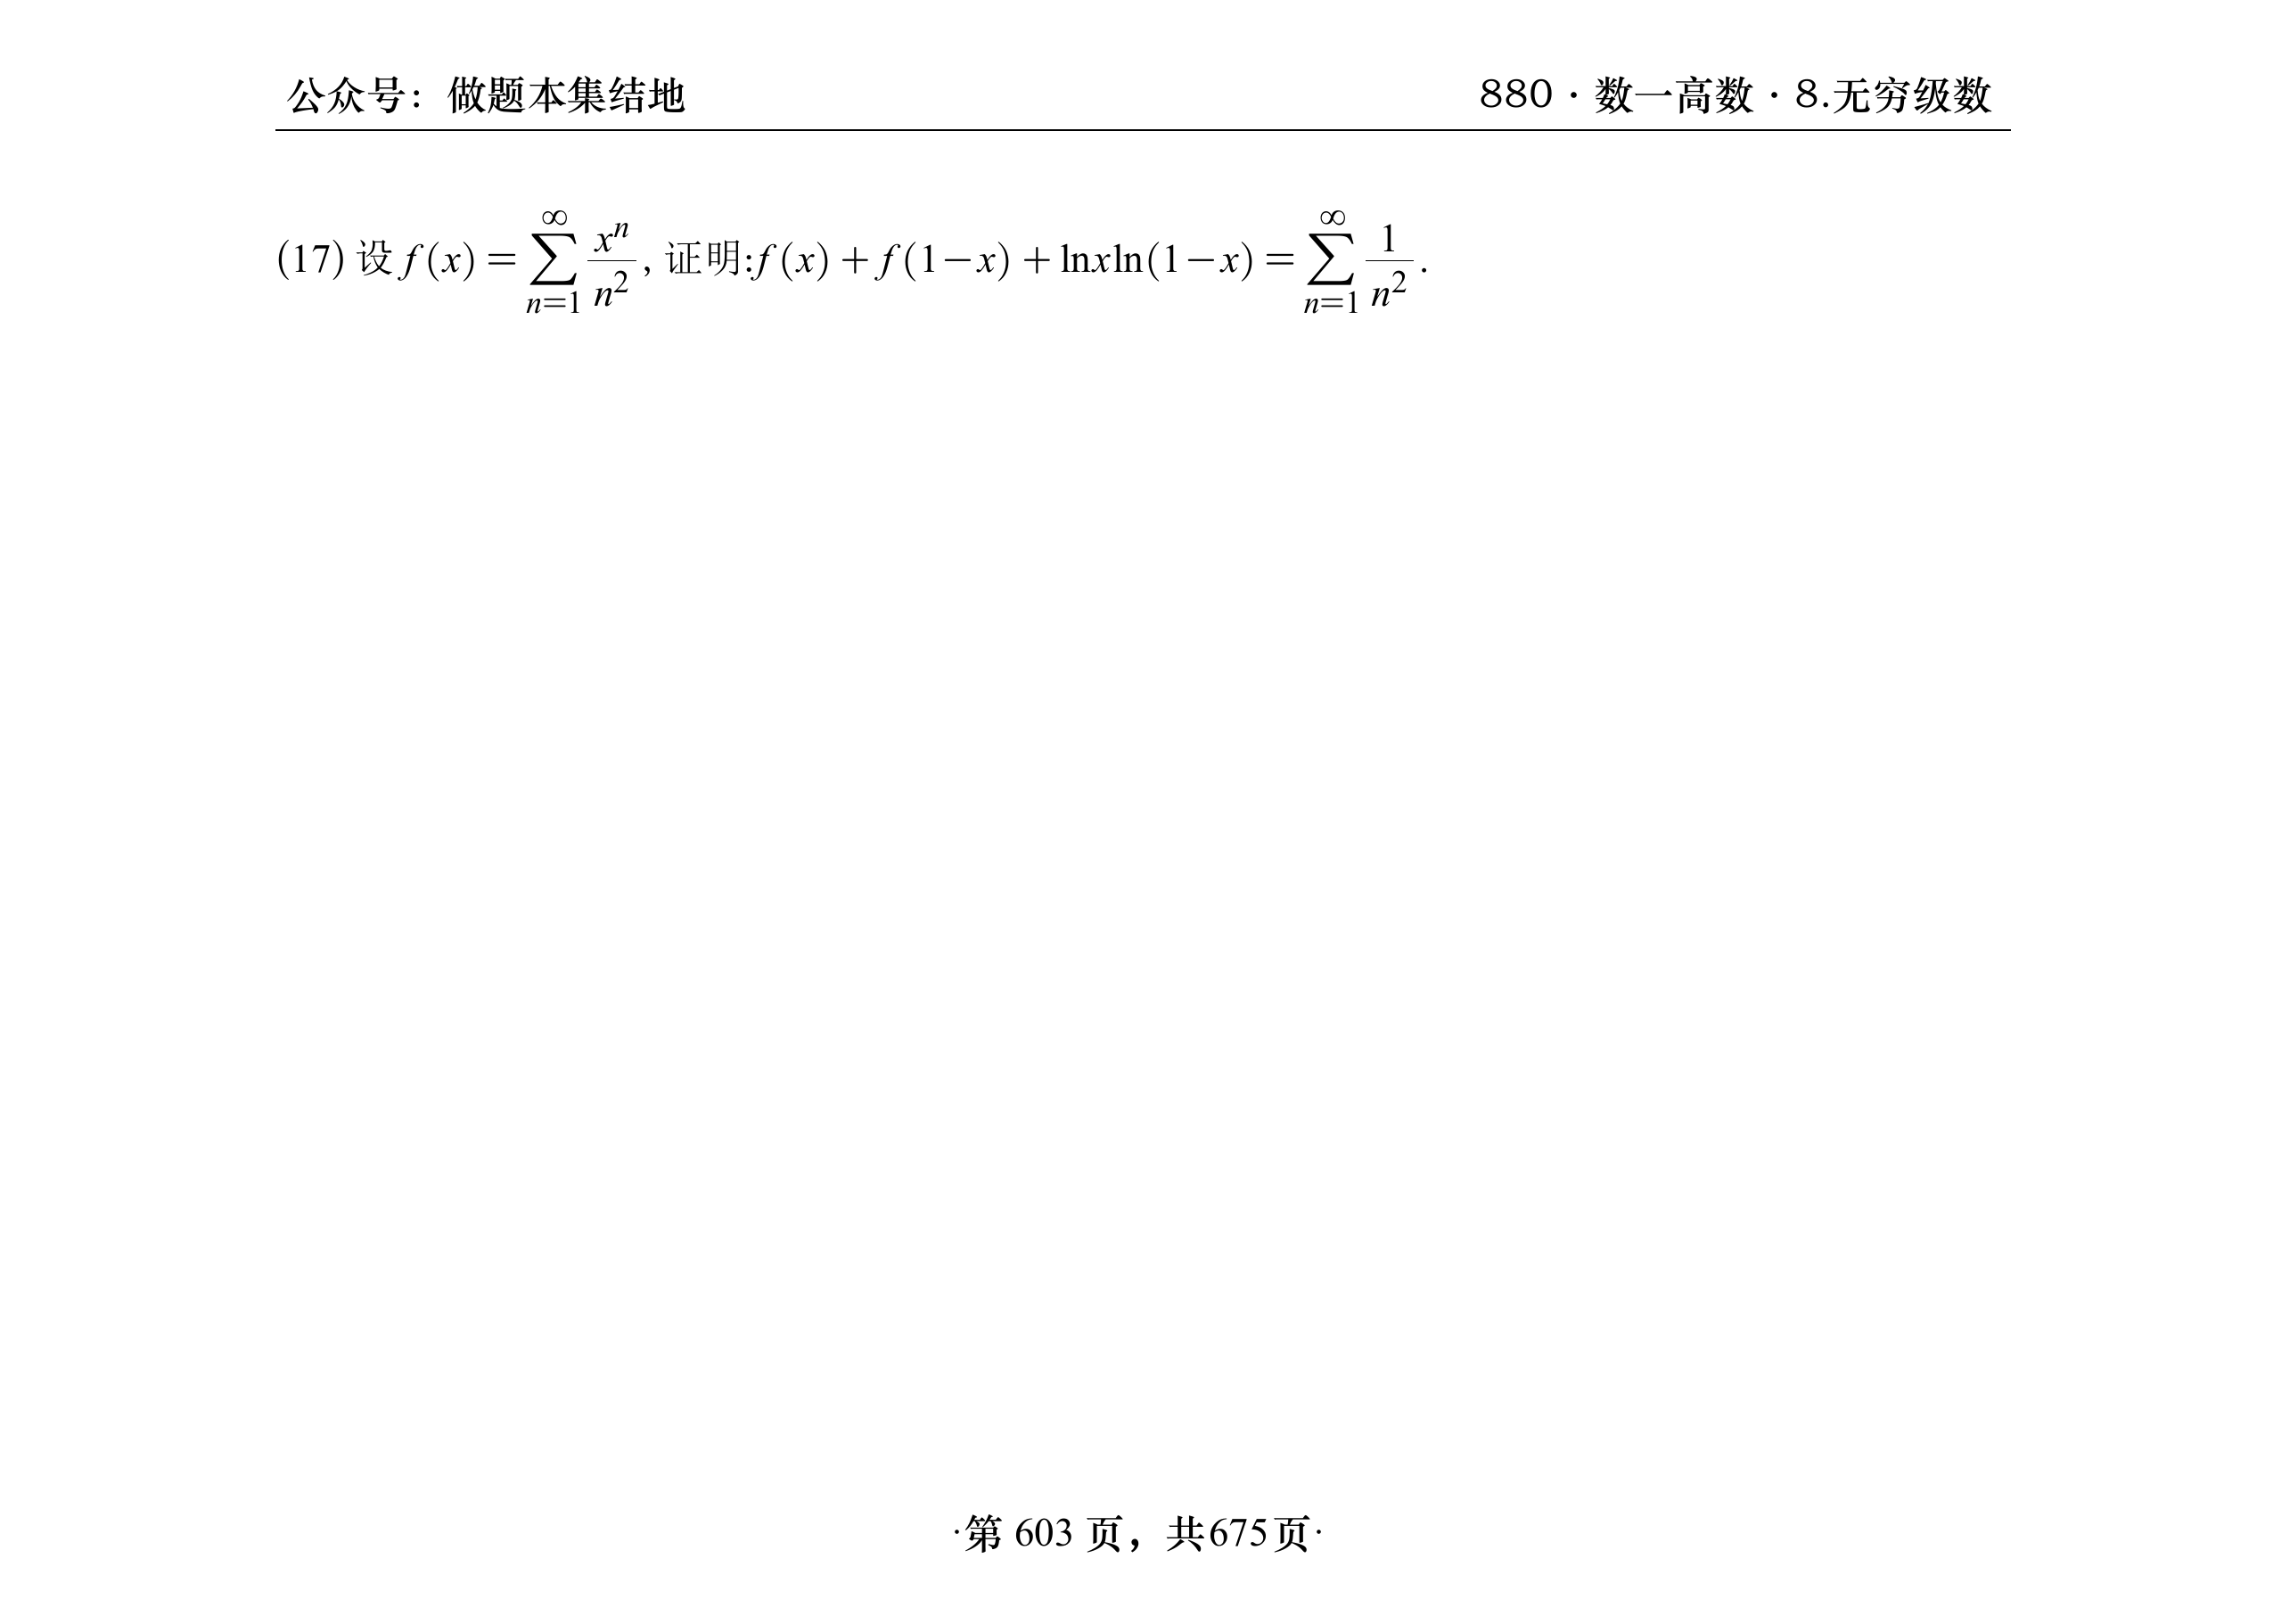 公众号：做题本集结地
880·数一高数·8.无穷级数
(17) 设 f(x) = \sum_{n=1}^{\infty} \frac{x^n}{n^2}, 证明:f(x) + f(1-x) + lnxln(1-x) = \sum_{n=1}^{\infty} \frac{1}{n^2}.
·第 603 页，共675页·